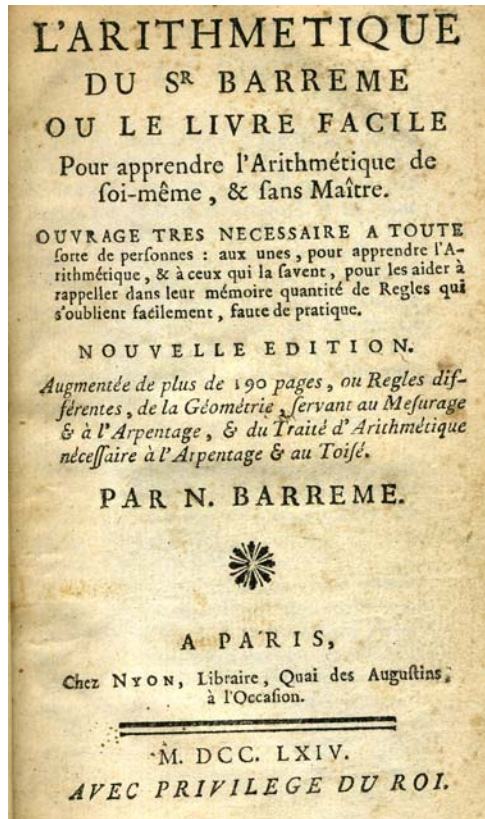 L'ARITHMETIQUE
DU SR BARREME
OU LE LIVRE FACILE
Pour apprendre l'Arithmétique de
ſoi-même, & ſans Maître.
OUVRAGE TRES NECESSAIRE A TOUTE
ſorte de perſonnes : aux unes, pour apprendre l'A-
rithmétique, & à ceux qui la ſavent, pour les aider à
rappeller dans leur mémoire quantité de Regles qui
s'oublient facilement, faute de pratique.
NOUVELLE EDITION.
Augmentée de plus de 190 pages, ou Regles dif-
férentes, de la Géométrie, ſervant au Meſurage
& à l'Arpentage, & du Traité d'Arithmétique
néceſſaire à l'Arpentage & au Toiſé.
PAR N. BARREME.
A PARIS,
Chez NYON, Libraire, Quai des Auguſtins,
à l'Occaſion.
M. DCC. LXIV.
AVEC PRIVILEGE DU ROI.